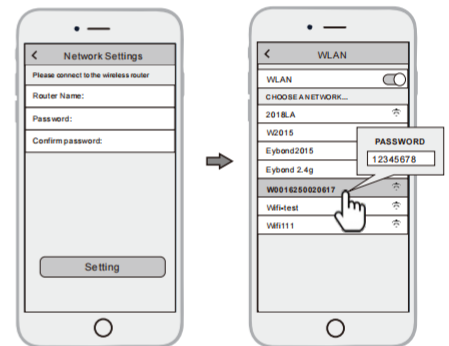 Network Settings
Please connect to the wireless router
Router Name:
Password:
Confirm password:
Setting
WLAN
WLAN
CHOOSE A NETWORK...
2018LA
W2015
Eybond2015
Eybond 2.4g
W0016250020617
Wifi-test
Wifi111
PASSWORD
12345678